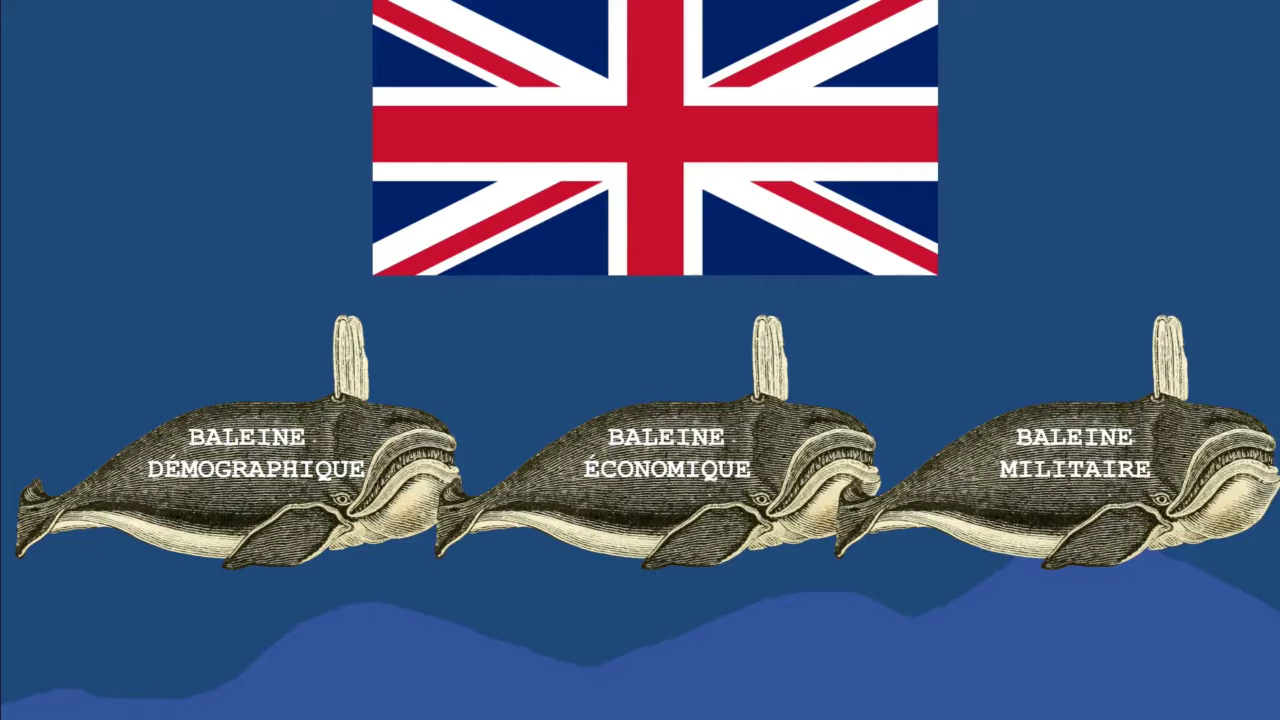 BALEINE
DÉMOGRAPHIQUE
BALEINE
ÉCONOMIQUE
BALEINE
MILITAIRE